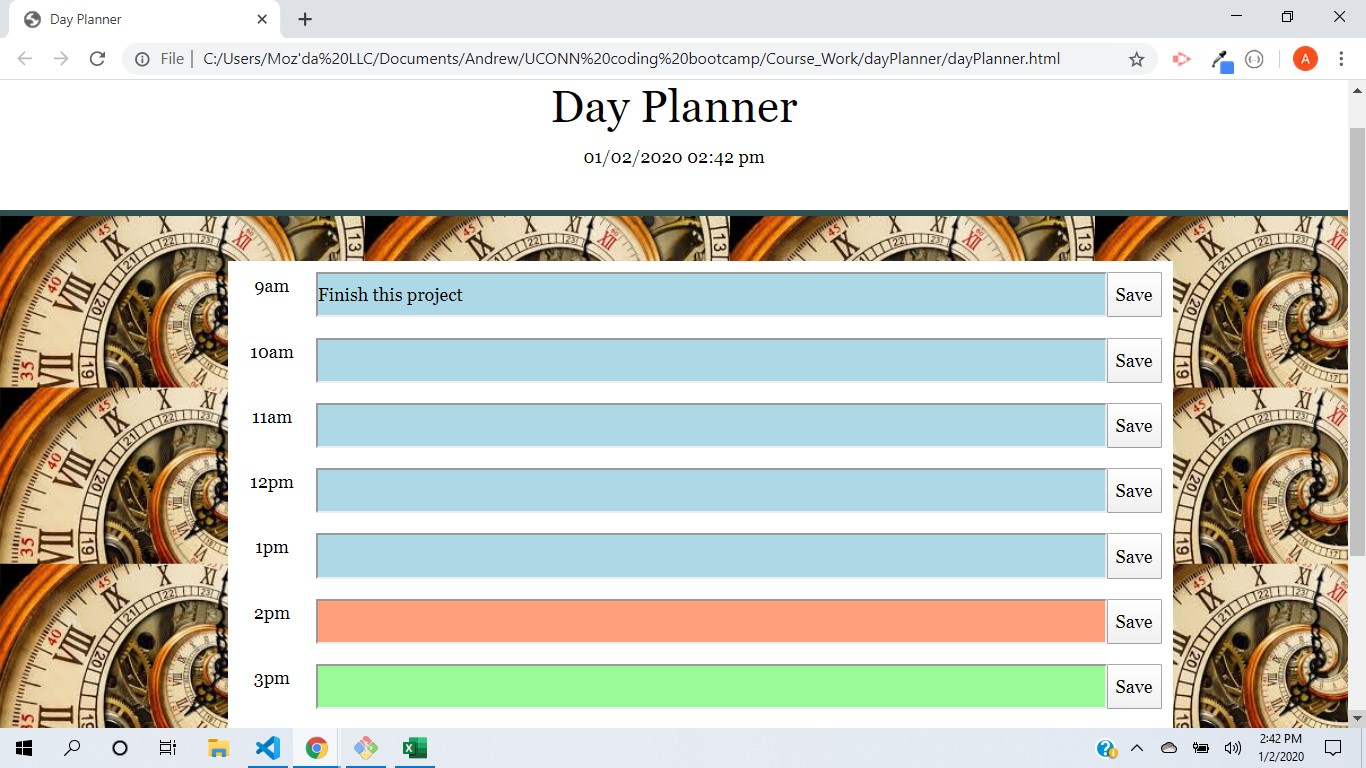 Day Planner
File | C:/Users/Moz'da%20LLC/Documents/Andrew/UCONN%20coding%20bootcamp/Course_Work/dayPlanner/dayPlanner.html
A
Day Planner
01/02/2020 02:42 pm
9am Finish this project Save
10am Save
11am Save
12pm Save
1pm Save
2pm Save
3pm Save
2:42 PM
1/2/2020